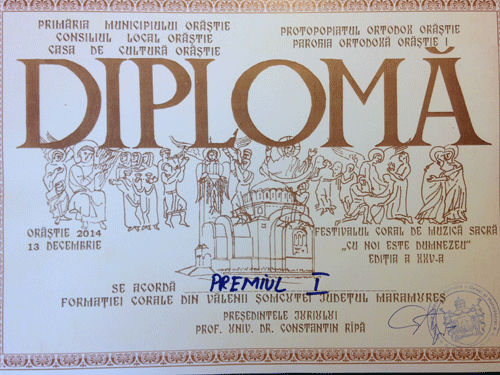 PRIMĂRIA MUNICIPIULUI ORĂȘTIE
CONSILIUL LOCAL ORĂȘTIE
CASA DE CULTURĂ ORĂȘTIE
PROTOPOPIATUL ORTODOX ORĂȘTIE
PAROHIA ORTODOXĂ ORĂȘTIE I
DIPLOMĂ
ORĂȘTIE 2014
13 DECEMBRIE
FESTIVALUL CORAL DE MUZICĂ SACRĂ
„CU NOI ESTE DUMNEZEU"
EDIȚIA A XXV-A
SE ACORDĂ PREMIUL I
FORMAȚIEI CORALE DIN VĂLENII ȘOMCUTEI JUDEȚUL MARAMUREȘ
PREȘEDINTELE JURIULUI
PROF. UNIV. DR. CONSTANTIN RÎPĂ